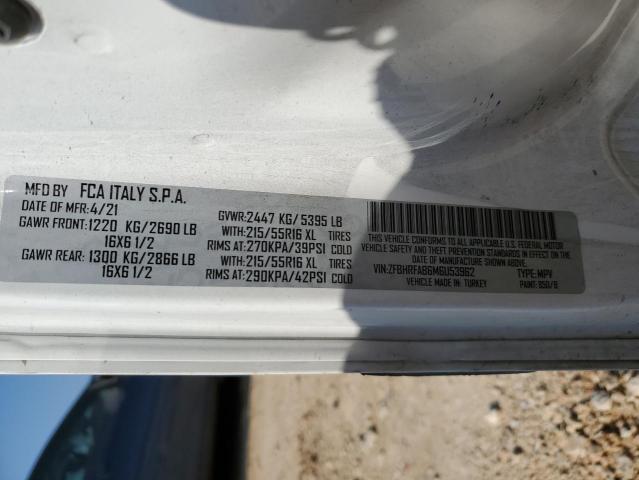 MFD BY FCA ITALY S.P.A.
DATE OF MFR:4/21
GAWR FRONT:1220 KG/2690 LB
16X6 1/2
GAWR REAR: 1300 KG/2866 LB
16X6 1/2
GVWR:2447 KG/5395 LB
WITH:215/55R16 XL TIRES
RIMS AT:270KPA/39PSI COLD
WITH:215/55R16 XL TIRES
RIMS AT:290KPA/42PSI COLD
THIS VEHICLE CONFORMS TO ALL APPLICABLE U.S. FEDERAL MOTOR
VEHICLE SAFETY AND THEFT PREVENTION STANDARDS IN EFFECT ON THE
DATE OF MANUFACTURE SHOWN ABOVE.
VIN:ZFBHRFAB6M6U53962 TYPE:MPV
VEHICLE MADE IN: TURKEY PAINT: 950/B